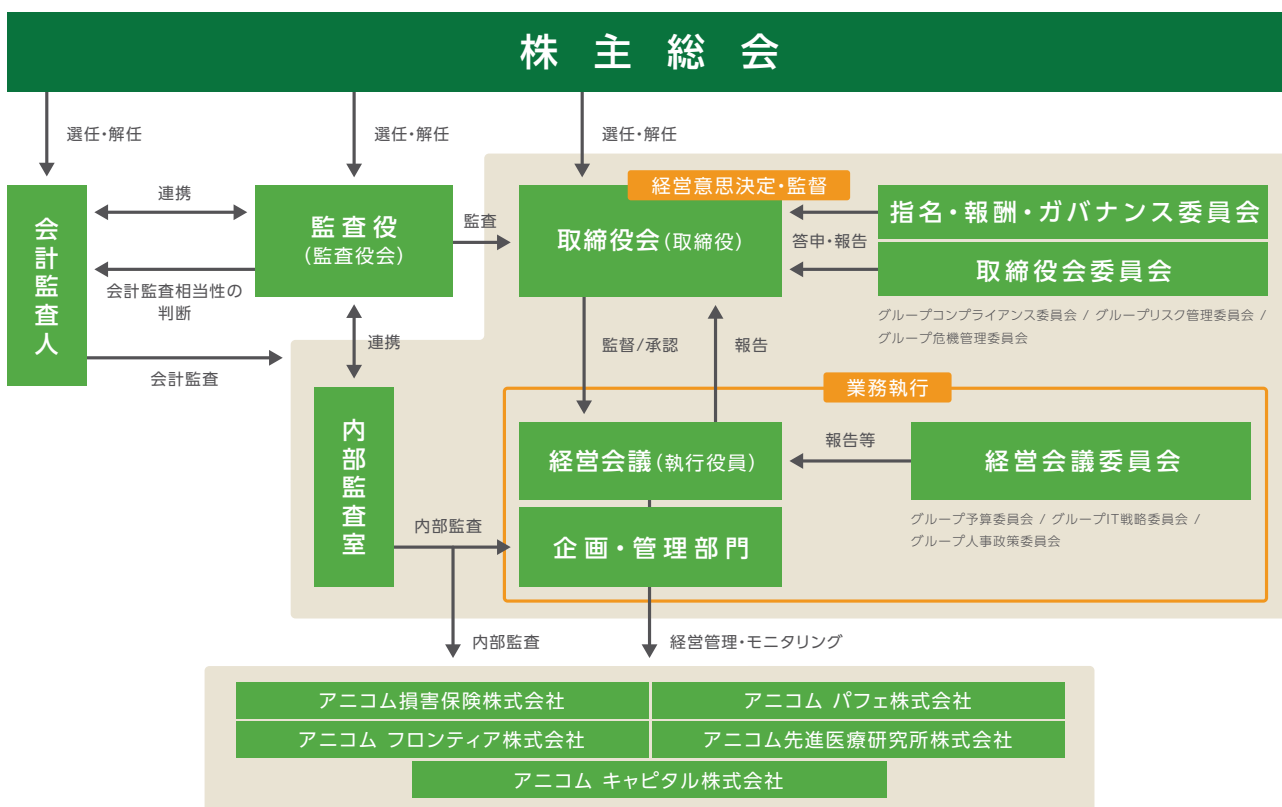 株主総会
選任・解任
選任・解任
選任・解任
会計監査人
連携
会計監査相当性の
判断
会計監査
監査役
(監査役会)
監査
連携
経営意思決定・監督
取締役会(取締役)
指名・報酬・ガバナンス委員会
答申・報告
取締役会委員会
グループコンプライアンス委員会 / グループリスク管理委員会 /
グループ危機管理委員会
監督/承認
報告
内部監査室
内部監査
業務執行
経営会議(執行役員)
報告等
経営会議委員会
グループ予算委員会 / グループIT戦略委員会 /
グループ人事政策委員会
企画・管理部門
内部監査
経営管理・モニタリング
アニコム損害保険株式会社
アニコム パフェ株式会社
アニコム フロンティア株式会社
アニコム先進医療研究所株式会社
アニコム キャピタル株式会社